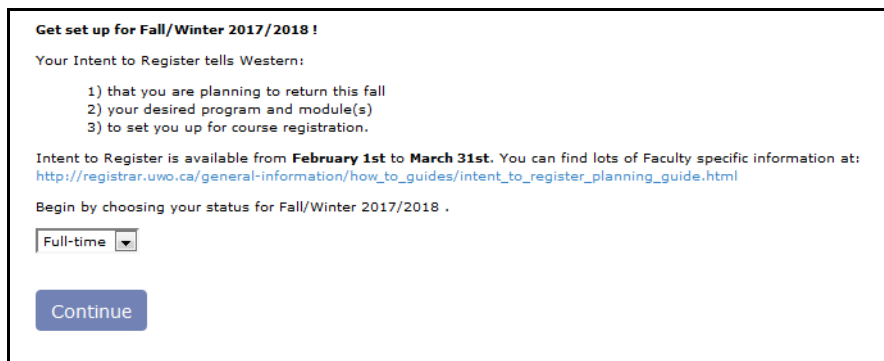 Get set up for Fall/Winter 2017/2018 !
Your Intent to Register tells Western:
1) that you are planning to return this fall
2) your desired program and module(s)
3) to set you up for course registration.
Intent to Register is available from February 1st to March 31st. You can find lots of Faculty specific information at:
http://registrar.uwo.ca/general-information/how_to_guides/intent_to_register_planning_guide.html
Begin by choosing your status for Fall/Winter 2017/2018 .
Full-time
Continue